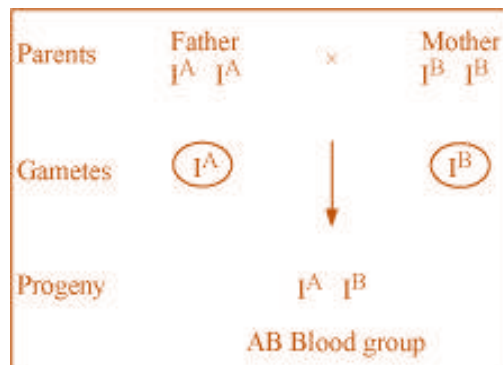 Parents Father × Mother
I^A I^A I^B I^B
Gametes I^A I^B
Progeny I^A I^B
AB Blood group